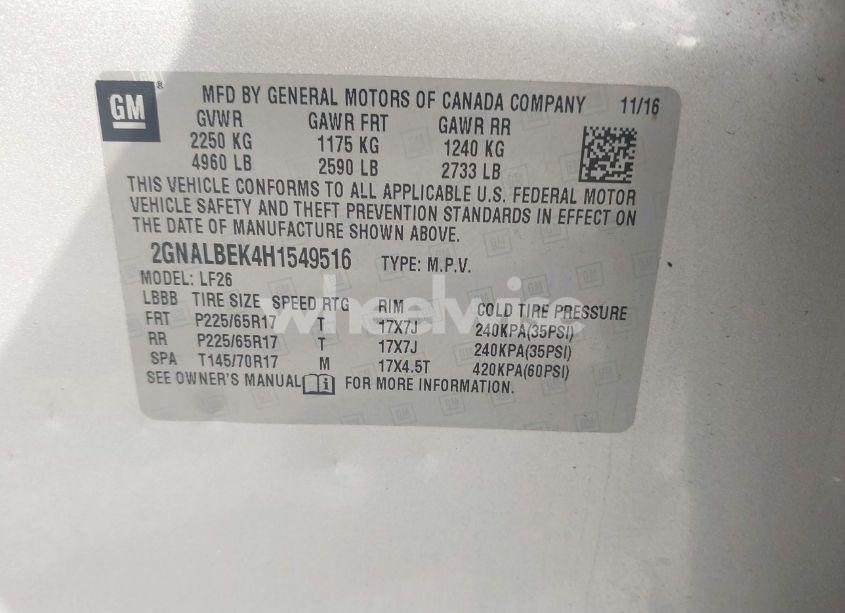 GM ® MFD BY GENERAL MOTORS OF CANADA COMPANY 11/16
GVWR GAWR FRT GAWR RR
2250 KG 1175 KG 1240 KG
4960 LB 2590 LB 2733 LB
THIS VEHICLE CONFORMS TO ALL APPLICABLE U.S. FEDERAL MOTOR
VEHICLE SAFETY AND THEFT PREVENTION STANDARDS IN EFFECT ON
THE DATE OF MANUFACTURE SHOWN ABOVE.
2GNALBEK4H1549516 TYPE: M.P.V.
MODEL: LF26
LBBB TIRE SIZE SPEED RTG RIM COLD TIRE PRESSURE
FRT P225/65R17 T 17X7J 240KPA(35PSI)
RR P225/65R17 T 17X7J 240KPA(35PSI)
SPA T145/70R17 M 17X4.5T 420KPA(60PSI)
SEE OWNER'S MANUAL FOR MORE INFORMATION.
wheelwise